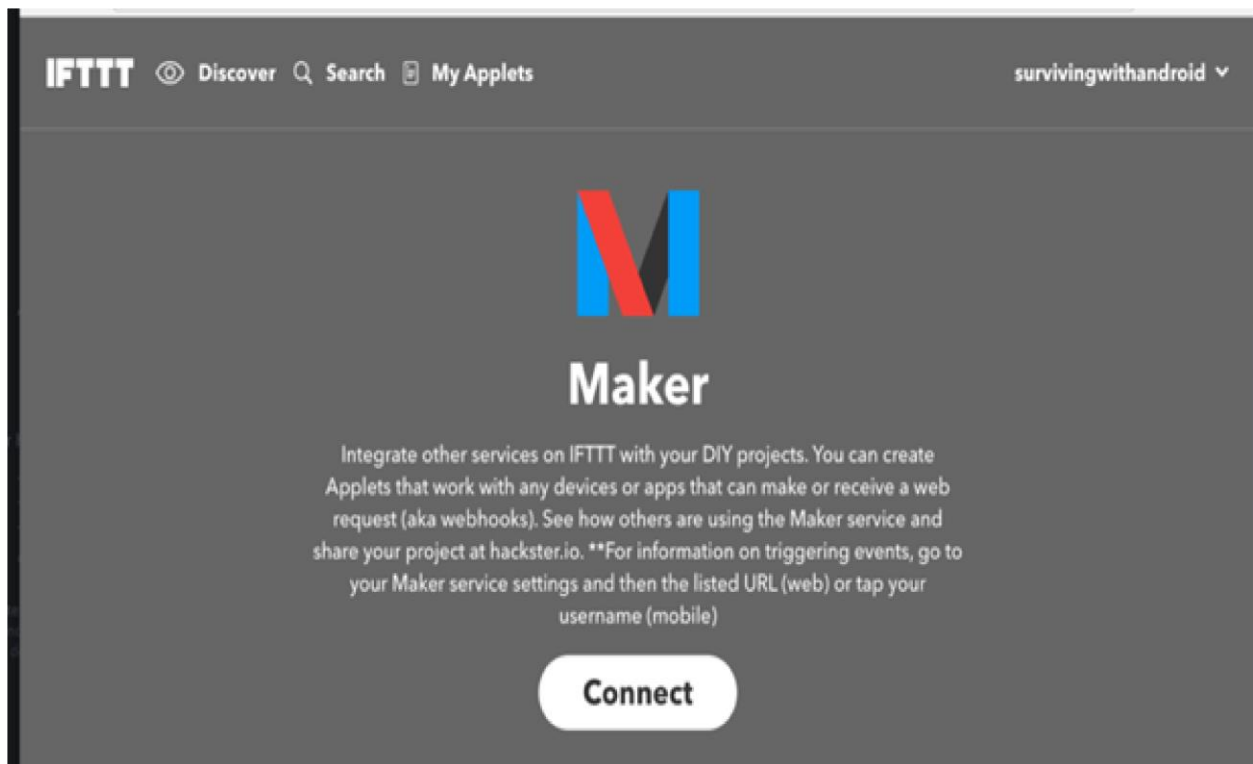 IFTTT Discover Search My Applets survivingwithandroid
Maker
Integrate other services on IFTTT with your DIY projects. You can create
Applets that work with any devices or apps that can make or receive a web
request (aka webhooks). See how others are using the Maker service and
share your project at hackster.io. **For information on triggering events, go to
your Maker service settings and then the listed URL (web) or tap your
username (mobile)
Connect